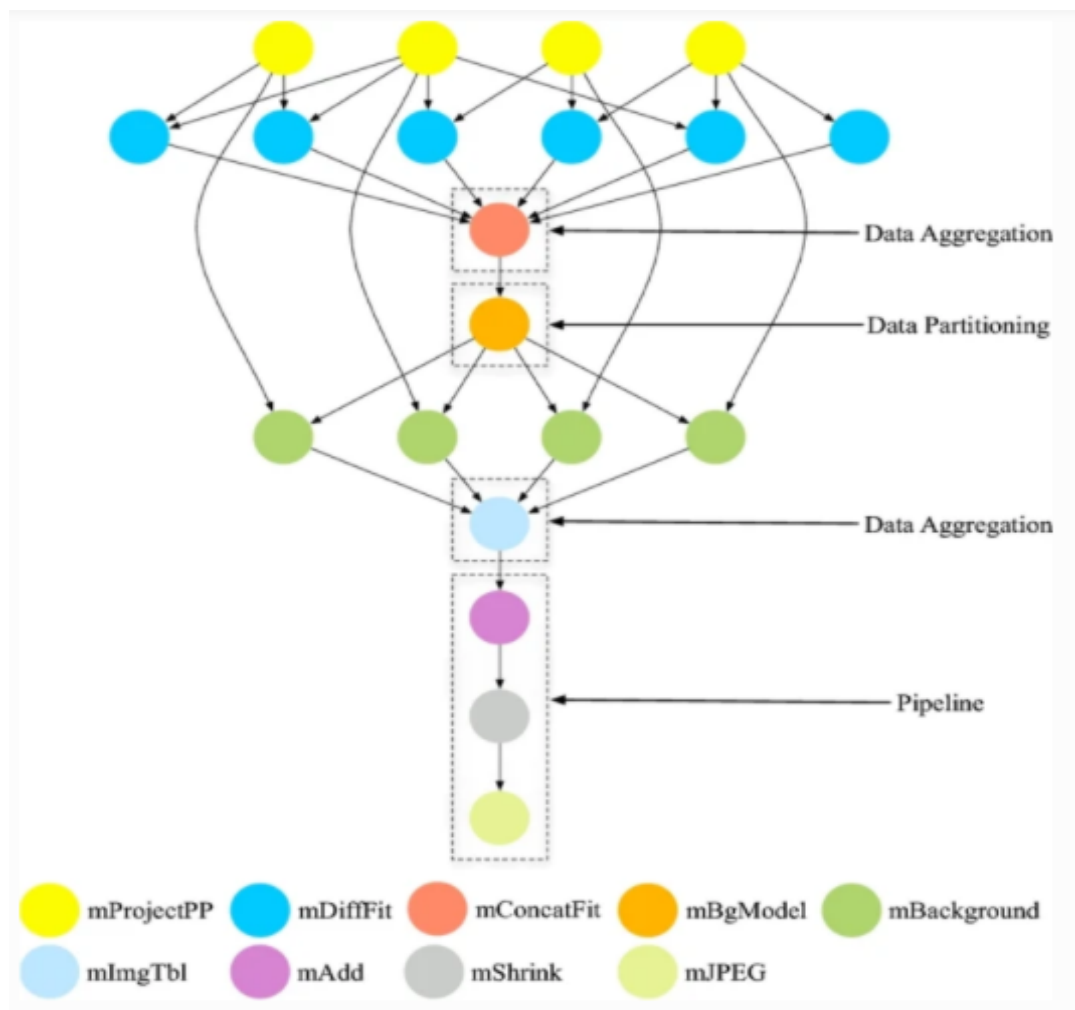 Data Aggregation
Data Partitioning
Data Aggregation
Pipeline
mProjectPP mDiffFit mConcatFit mBgModel mBackground
mImgTbl mAdd mShrink mJPEG